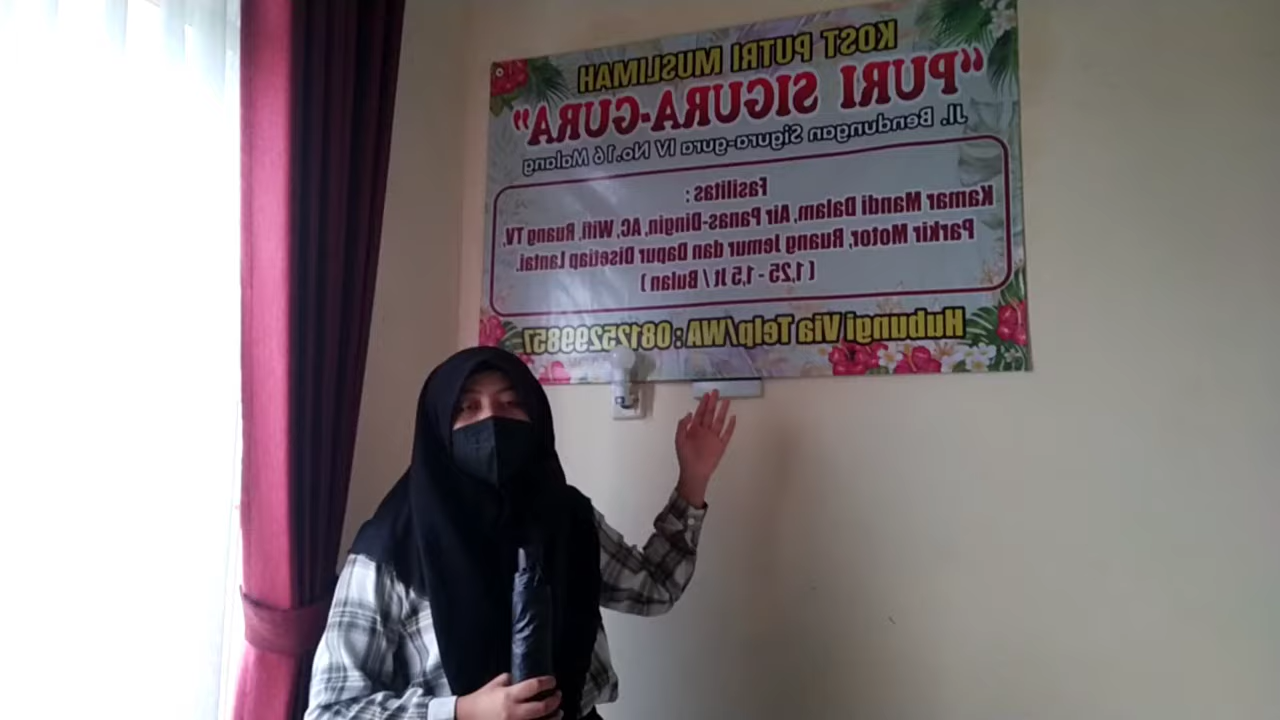 KOST PUTRI MUSLIMAH
"PURI SIGURA-GURA"
Jl. Bendungan Sigura-gura IV No.16 Malang
Fasilitas :
Kamar Mandi Dalam, Air Panas-Dingin, AC, Wifi, Ruang TV,
Parkir Motor, Ruang Jemur dan Dapur Disetiap Lantai.
( 1,25 - 1,5 Jt / Bulan )
Hubungi Via Telp/WA : 081252998­57